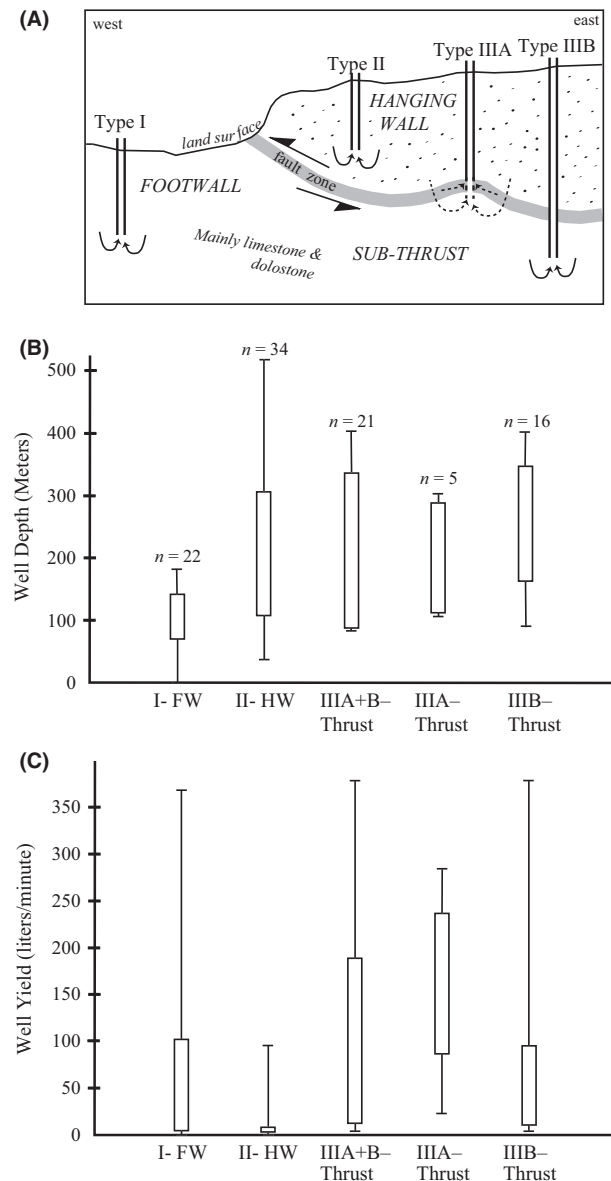 (A)
west
east
Type I
Type II
Type IIIA
Type IIIB
HANGING
WALL
land surface
fault zone
FOOTWALL
Mainly limestone &
dolostone
SUB-THRUST
(B)
Well Depth (Meters)
500
400
300
200
100
0
n = 22
n = 34
n = 21
n = 5
n = 16
I- FW
II- HW
IIIA+B–
Thrust
IIIA–
Thrust
IIIB–
Thrust
(C)
Well Yield (liters/minute)
350
300
250
200
150
100
50
0
I- FW
II- HW
IIIA+B–
Thrust
IIIA–
Thrust
IIIB–
Thrust